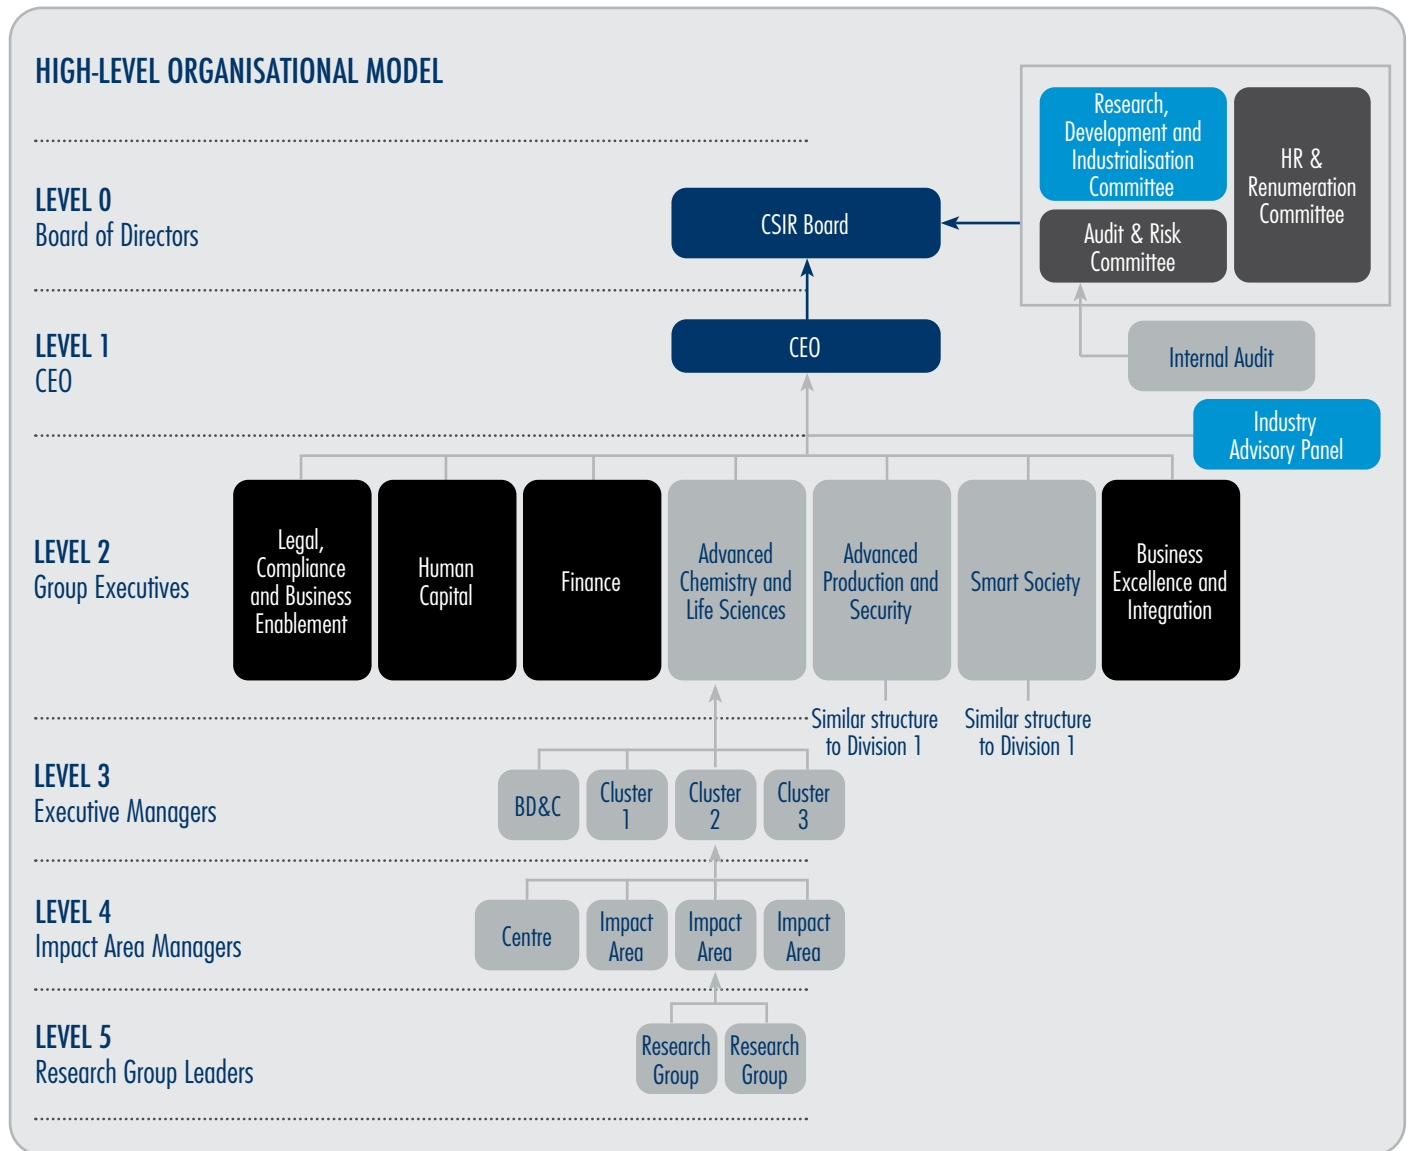 HIGH-LEVEL ORGANISATIONAL MODEL
Research,
Development and
Industrialisation
Committee
HR &
Renumeration
Committee
Audit & Risk
Committee
LEVEL 0
Board of Directors
CSIR Board
LEVEL 1
CEO
CEO
Internal Audit
Industry
Advisory Panel
LEVEL 2
Group Executives
Legal,
Compliance
and Business
Enablement
Human
Capital
Finance
Advanced
Chemistry and
Life Sciences
Advanced
Production and
Security
Smart Society
Business
Excellence and
Integration
Similar structure
to Division 1
Similar structure
to Division 1
LEVEL 3
Executive Managers
BD&C
Cluster
1
Cluster
2
Cluster
3
LEVEL 4
Impact Area Managers
Centre
Impact
Area
Impact
Area
Impact
Area
LEVEL 5
Research Group Leaders
Research
Group
Research
Group